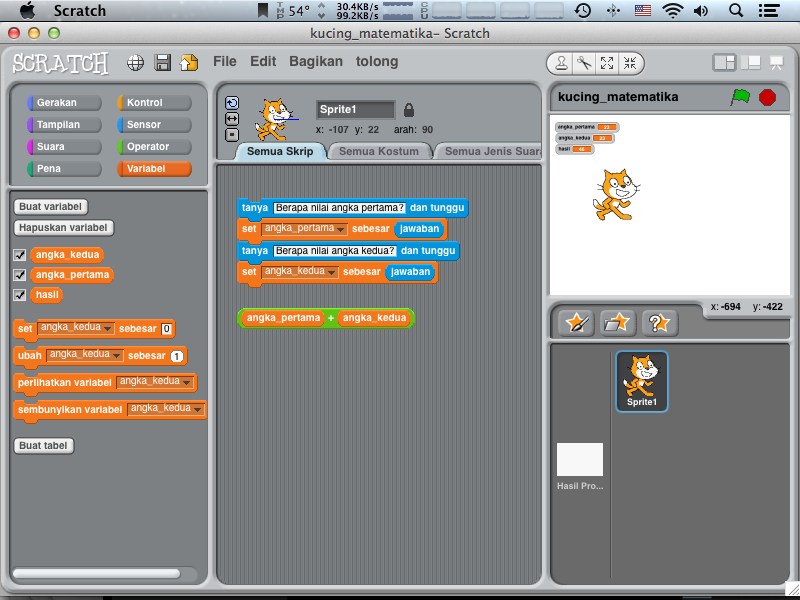 Scratch
TMP 54° 30.4KB/s 99.2KB/s CPU
kucing_matematika– Scratch
SCRATCH File Edit Bagikan tolong
Gerakan Kontrol
Tampilan Sensor
Suara Operator
Pena Variabel
Buat variabel
Hapuskan variabel
angka_kedua
angka_pertama
hasil
set angka_kedua sebesar 0
ubah angka_kedua sebesar 1
perlihatkan variabel angka_kedua
sembunyikan variabel angka_kedua
Buat tabel
Sprite1
x: -107 y: 22 arah: 90
Semua Skrip Semua Kostum Semua Jenis Suar
tanya Berapa nilai angka pertama? dan tunggu
set angka_pertama sebesar jawaban
tanya Berapa nilai angka kedua? dan tunggu
set angka_kedua sebesar jawaban
angka_pertama + angka_kedua
kucing_matematika
angka_pertama
angka_kedua
hasil
x: -694 y: -422
Sprite1
Hasil Pro...